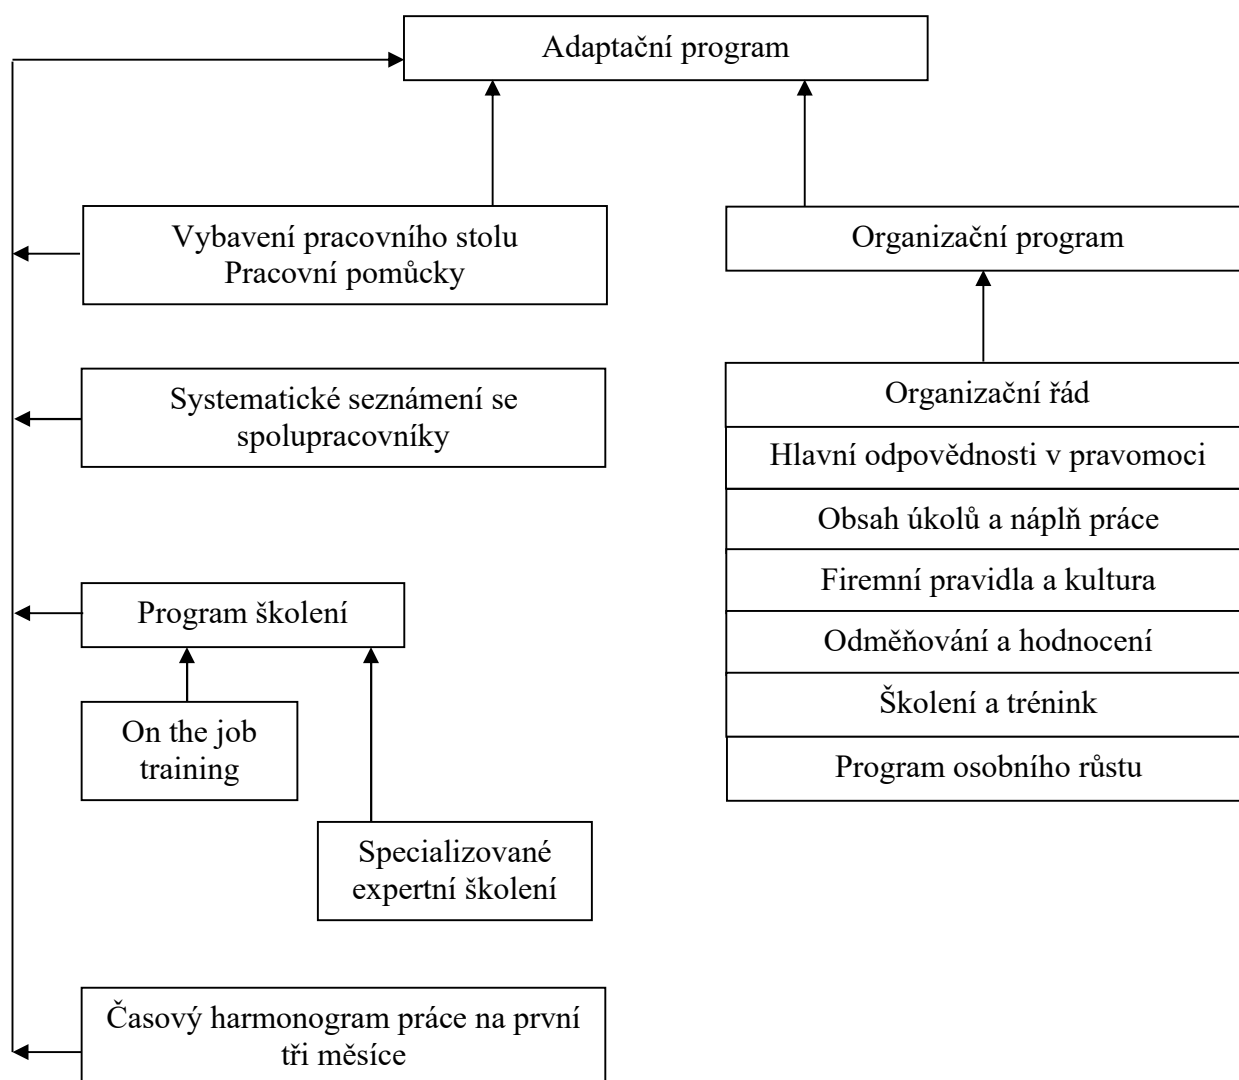 Adaptační program
Vybavení pracovního stolu
Pracovní pomůcky
Organizační program
Systematické seznámení se
spolupracovníky
Organizační řád
Hlavní odpovědnosti v pravomoci
Obsah úkolů a náplň práce
Firemní pravidla a kultura
Odměňování a hodnocení
Školení a trénink
Program osobního růstu
Program školení
On the job
training
Specializované
expertní školení
Časový harmonogram práce na první
tři měsíce